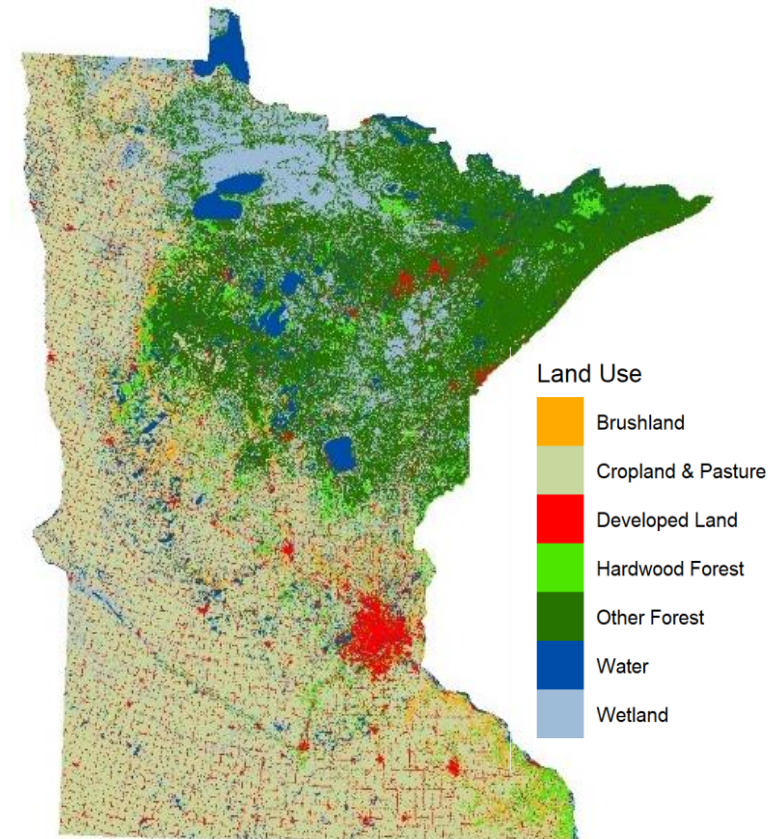 Land Use
Brushland
Cropland & Pasture
Developed Land
Hardwood Forest
Other Forest
Water
Wetland